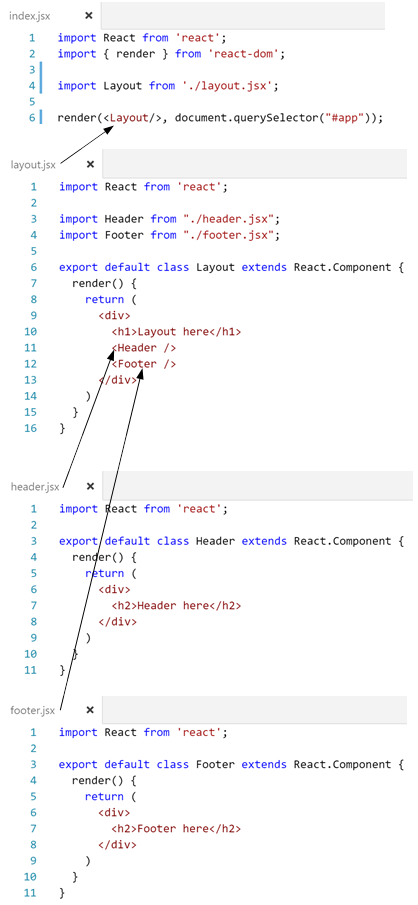 index.jsx ×
1 import React from 'react';
2 import { render } from 'react-dom';
3
4 import Layout from './layout.jsx';
5
6 render(<Layout/>, document.querySelector("#app"));
layout.jsx ×
1 import React from 'react';
2
3 import Header from "./header.jsx";
4 import Footer from "./footer.jsx";
5
6 export default class Layout extends React.Component {
7 render() {
8 return (
9 <div>
10 <h1>Layout here</h1>
11 <Header />
12 <Footer />
13 </div>
14 )
15 }
16 }
header.jsx ×
1 import React from 'react';
2
3 export default class Header extends React.Component {
4 render() {
5 return (
6 <div>
7 <h2>Header here</h2>
8 </div>
9 )
10 }
11 }
footer.jsx ×
1 import React from 'react';
2
3 export default class Footer extends React.Component {
4 render() {
5 return (
6 <div>
7 <h2>Footer here</h2>
8 </div>
9 )
10 }
11 }